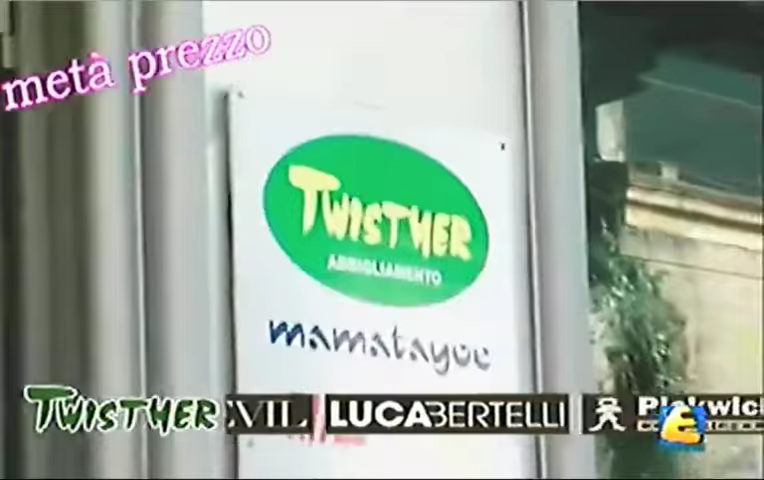 metà prezzo
TWISTHER
ABBIGLIAMENTO
mamatayoe
TWISTHER
LUCABERTELLI